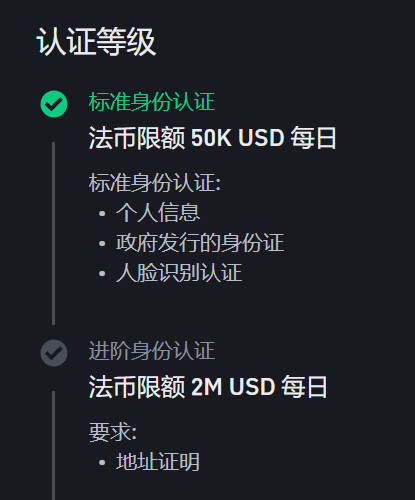 认证等级
标准身份认证
法币限额 50K USD 每日
标准身份认证:
• 个人信息
• 政府发行的身份证
• 人脸识别认证
进阶身份认证
法币限额 2M USD 每日
要求:
• 地址证明